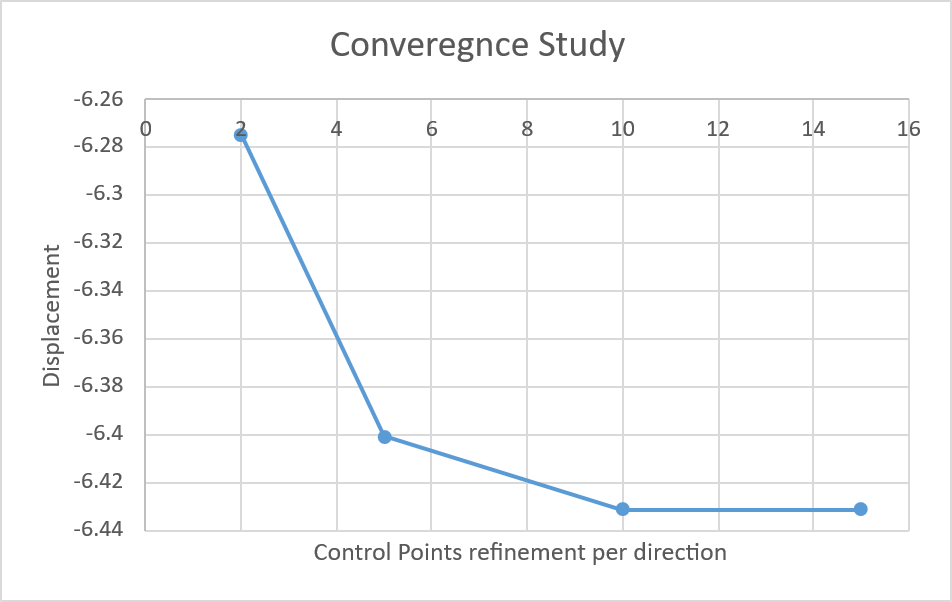 Converegnce Study
-6.26
0 2 4 6 8 10 12 14 16
-6.28
-6.3
-6.32
-6.34
-6.36
-6.38
-6.4
-6.42
-6.44
Displacement
Control Points refinement per direction